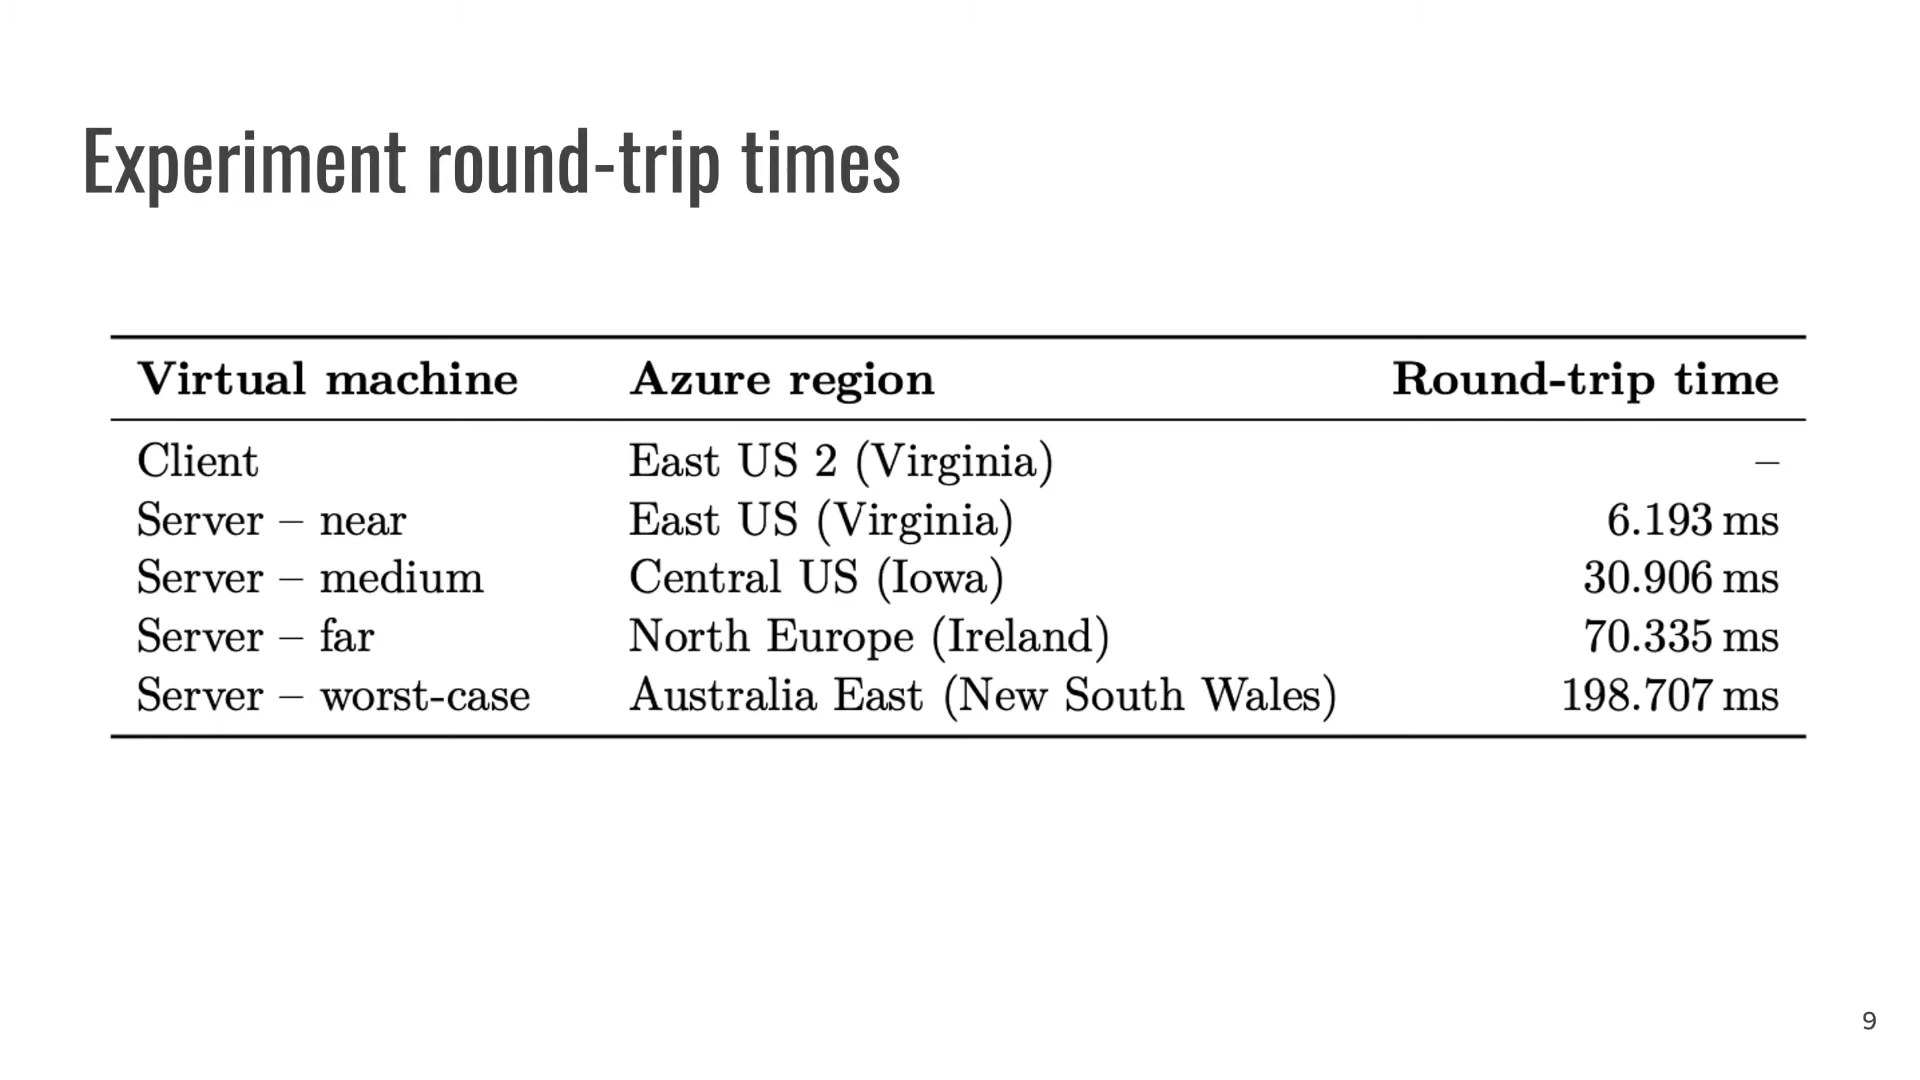 Experiment round-trip times
Virtual machine Azure region Round-trip time
Client East US 2 (Virginia) –
Server – near East US (Virginia) 6.193 ms
Server – medium Central US (Iowa) 30.906 ms
Server – far North Europe (Ireland) 70.335 ms
Server – worst-case Australia East (New South Wales) 198.707 ms
9